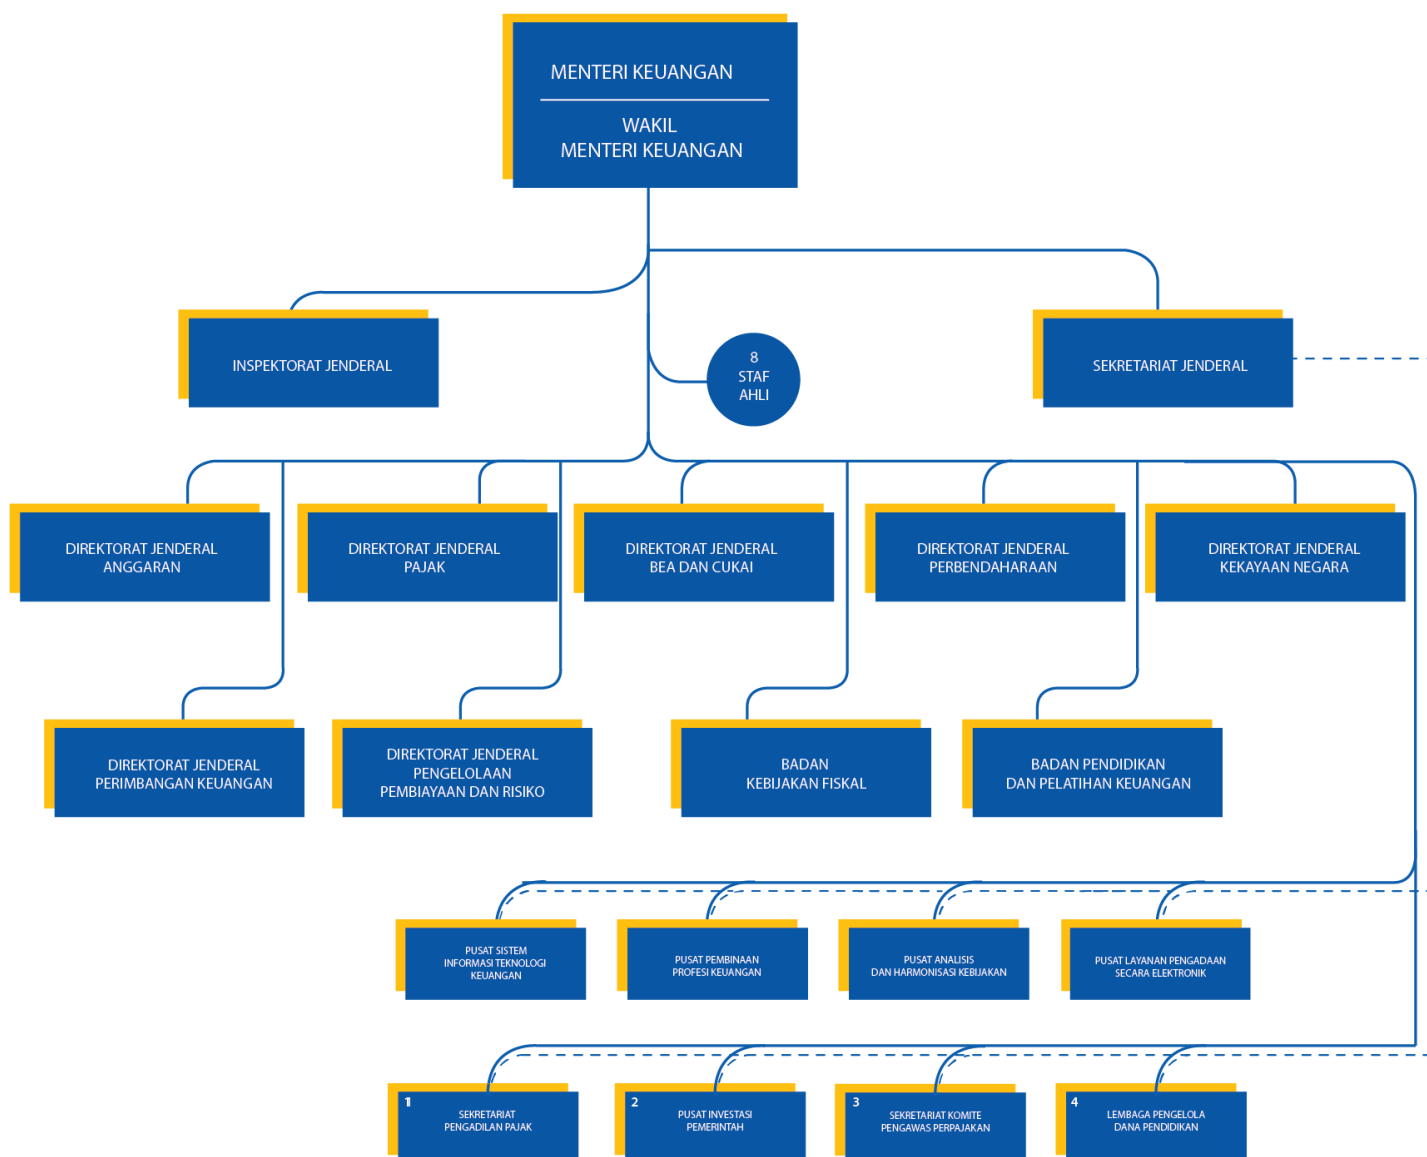 MENTERI KEUANGAN
WAKIL
MENTERI KEUANGAN
INSPEKTORAT JENDERAL
8
STAF
AHLI
SEKRETARIAT JENDERAL
DIREKTORAT JENDERAL
ANGGARAN
DIREKTORAT JENDERAL
PAJAK
DIREKTORAT JENDERAL
BEA DAN CUKAI
DIREKTORAT JENDERAL
PERBENDAHARAAN
DIREKTORAT JENDERAL
KEKAYAAN NEGARA
DIREKTORAT JENDERAL
PERIMBANGAN KEUANGAN
DIREKTORAT JENDERAL
PENGELOLAAN
PEMBIAYAAN DAN RISIKO
BADAN
KEBIJAKAN FISKAL
BADAN PENDIDIKAN
DAN PELATIHAN KEUANGAN
PUSAT SISTEM
INFORMASI TEKNOLOGI
KEUANGAN
PUSAT PEMBINAAN
PROFESI KEUANGAN
PUSAT ANALISIS
DAN HARMONISASI KEBIJAKAN
PUSAT LAYANAN PENGADAAN
SECARA ELEKTRONIK
1
SEKRETARIAT
PENGADILAN PAJAK
2
PUSAT INVESTASI
PEMERINTAH
3
SEKRETARIAT KOMITE
PENGAWAS PERPAJAKAN
4
LEMBAGA PENGELOLA
DANA PENDIDIKAN